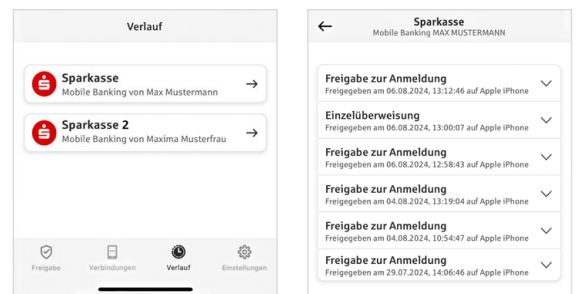 Verlauf
Sparkasse
Mobile Banking von Max Mustermann
Sparkasse 2
Mobile Banking von Maxima Musterfrau
Freigabe
Verbindungen
Verlauf
Einstellungen
Sparkasse
Mobile Banking MAX MUSTERMANN
Freigabe zur Anmeldung
Freigegeben am 06.08.2024, 13:12:46 auf Apple iPhone
Einzelüberweisung
Freigegeben am 06.08.2024, 13:00:07 auf Apple iPhone
Freigabe zur Anmeldung
Freigegeben am 06.08.2024, 12:58:43 auf Apple iPhone
Freigabe zur Anmeldung
Freigegeben am 04.08.2024, 13:19:04 auf Apple iPhone
Freigabe zur Anmeldung
Freigegeben am 04.08.2024, 10:54:47 auf Apple iPhone
Freigabe zur Anmeldung
Freigegeben am 29.07.2024, 14:06:46 auf Apple iPhone